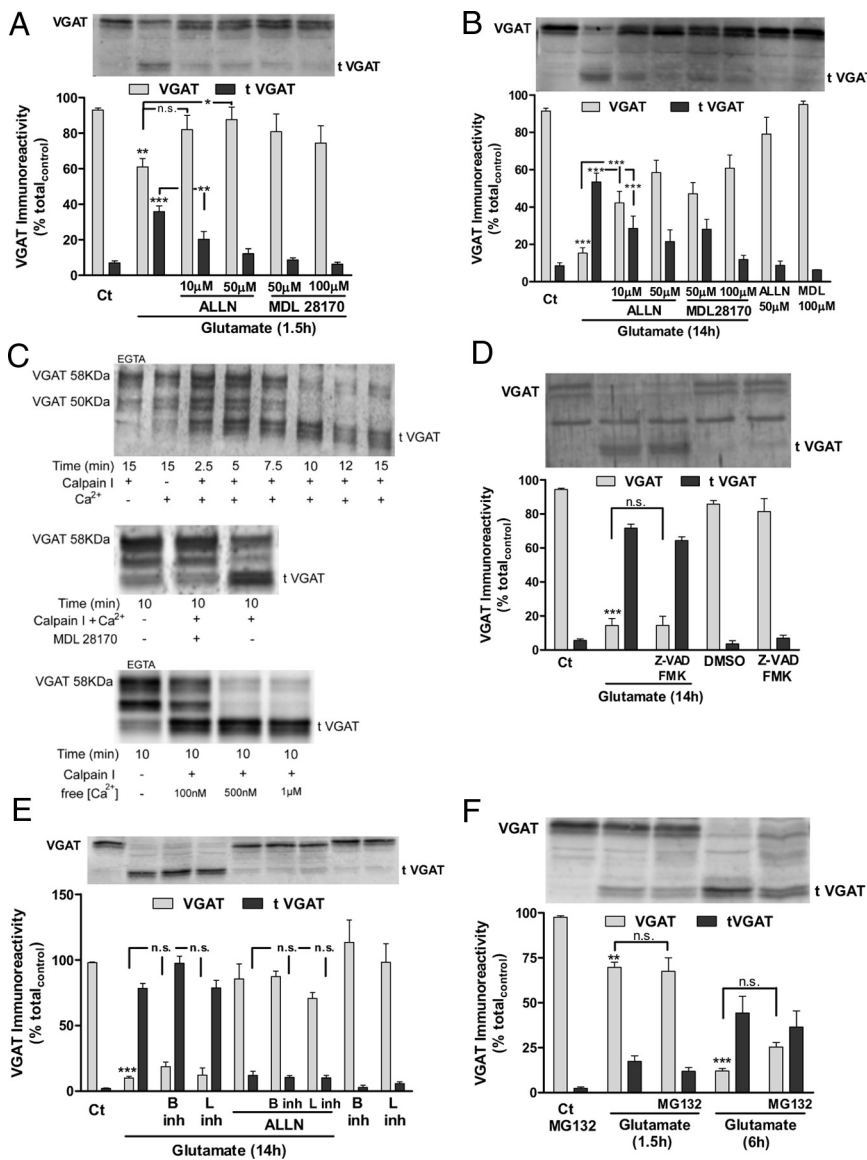 A
VGAT
t VGAT
VGAT t VGAT
n.s. *
** *** **
VGAT Immunoreactivity
(% total control)
100
80
60
40
20
0
Ct
10µM 50µM 50µM 100µM
ALLN MDL 28170
Glutamate (1.5h)
B
VGAT
t VGAT
VGAT t VGAT
***
***
***
***
VGAT Immunoreactivity
(% total control)
100
80
60
40
20
0
Ct
10µM 50µM 50µM 100µM ALLN MDL
50µM 100µM
ALLN MDL28170
Glutamate (14h)
C
EGTA
VGAT 58KDa
VGAT 50KDa
t VGAT
Time (min) 15 15 2.5 5 7.5 10 12 15
Calpain I + - + + + + + +
Ca2+ - + + + + + + +
VGAT 58KDa
t VGAT
Time (min) 10 10 10
Calpain I + Ca2+ - + +
MDL 28170 - + -
EGTA
VGAT 58KDa
t VGAT
Time (min) 10 10 10 10
Calpain I - + + +
free [Ca2+] - 100nM 500nM 1µM
D
VGAT
t VGAT
VGAT t VGAT
n.s.
***
VGAT Immunoreactivity
(% total control)
100
80
60
40
20
0
Ct
Z-VAD
FMK
DMSO
Z-VAD
FMK
Glutamate (14h)
E
VGAT
t VGAT
VGAT t VGAT
n.s. n.s. n.s. n.s.
***
VGAT Immunoreactivity
(% total control)
150
100
50
0
Ct
B inh L inh B inh L inh B inh L inh
ALLN
Glutamate (14h)
F
VGAT
t VGAT
VGAT tVGAT
n.s.
**
n.s.
***
VGAT Immunoreactivity
(% total control)
100
75
50
25
0
Ct
MG132
MG132 MG132
Glutamate
(1.5h)
Glutamate
(6h)